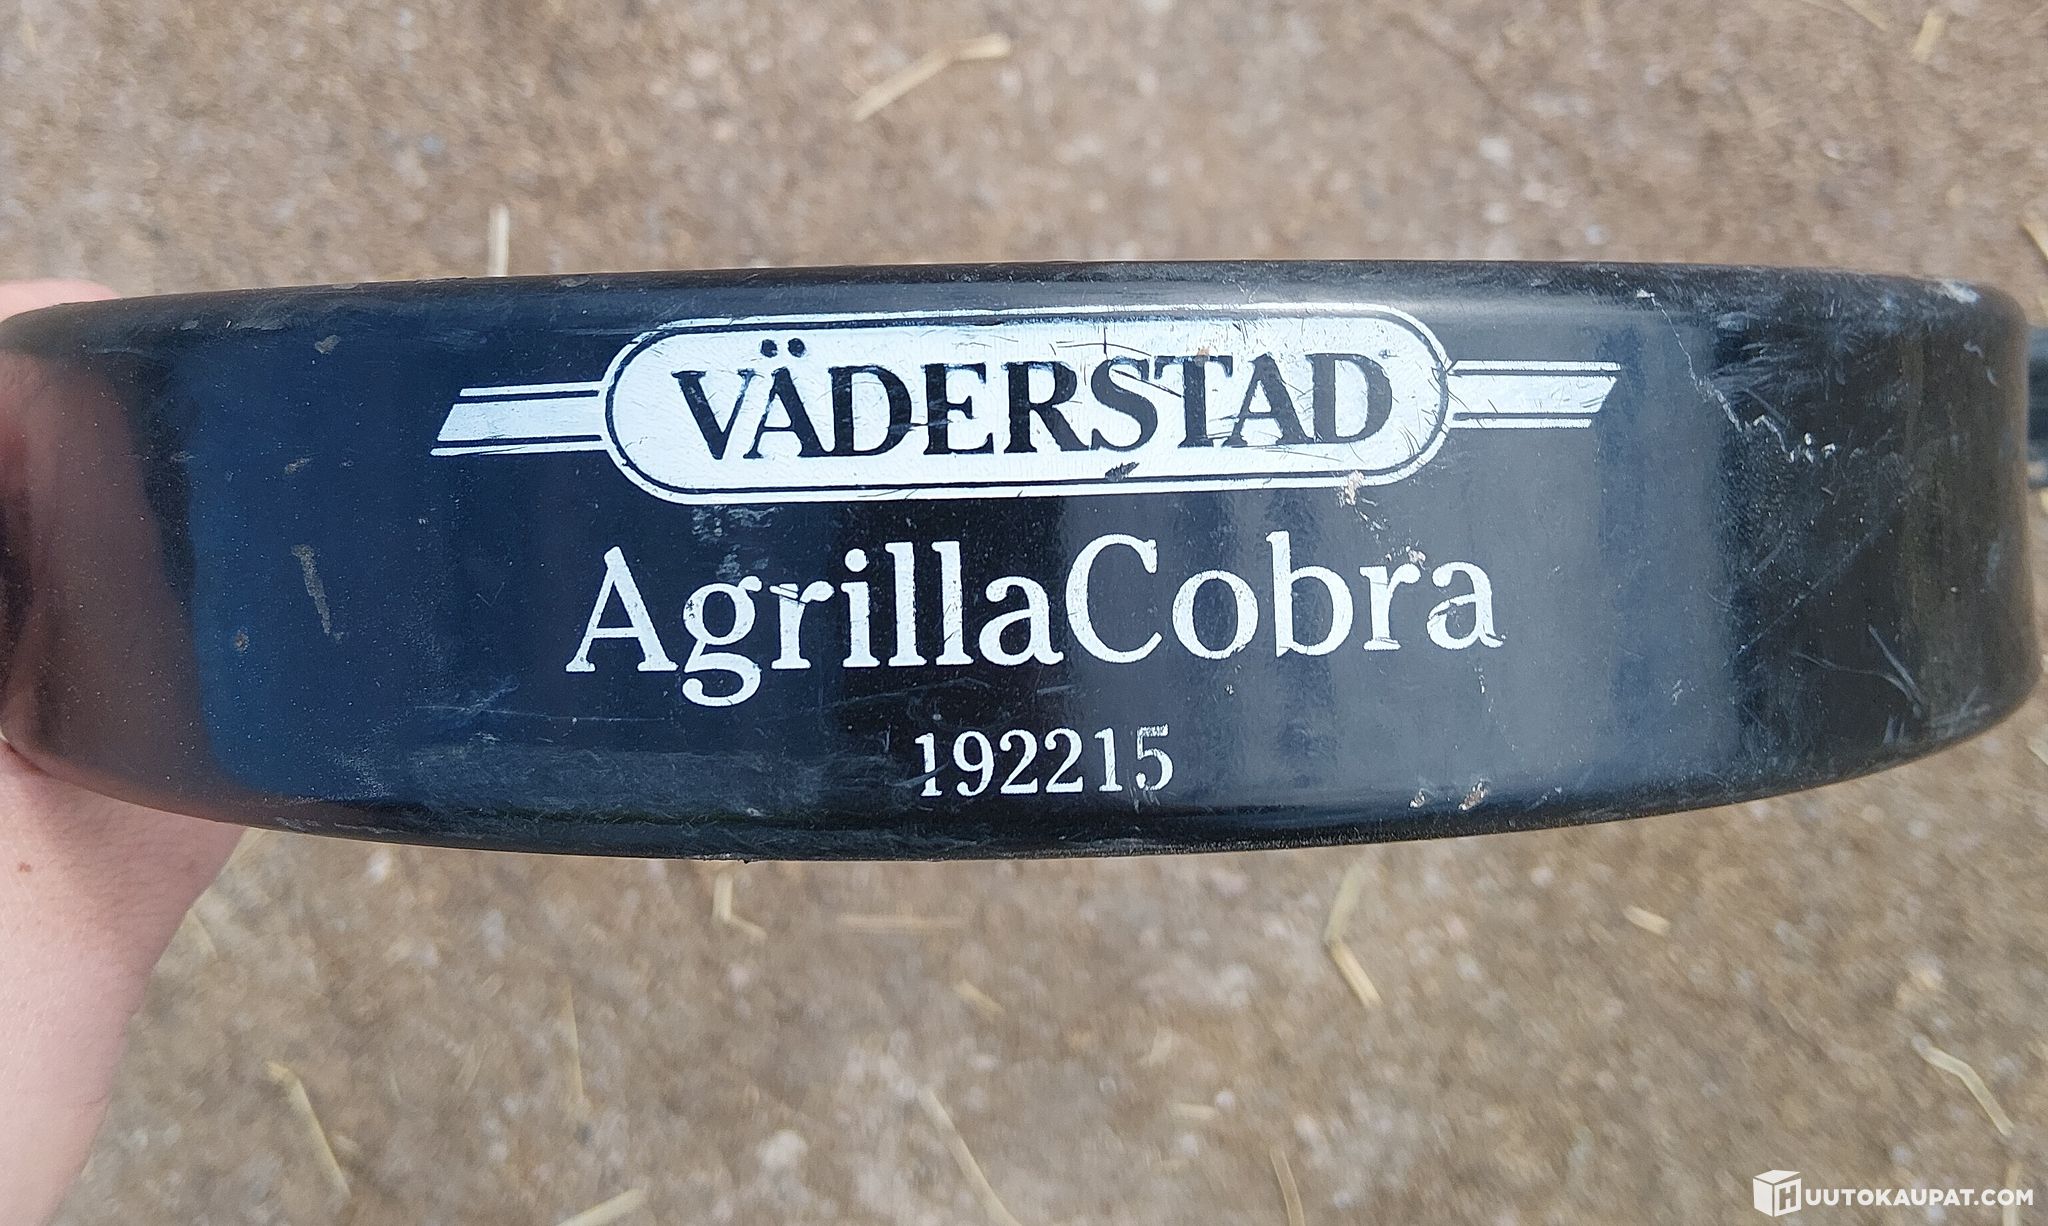 VÄDERSTAD
AgrillaCobra
192215
HUUTOKAUPAT.COM